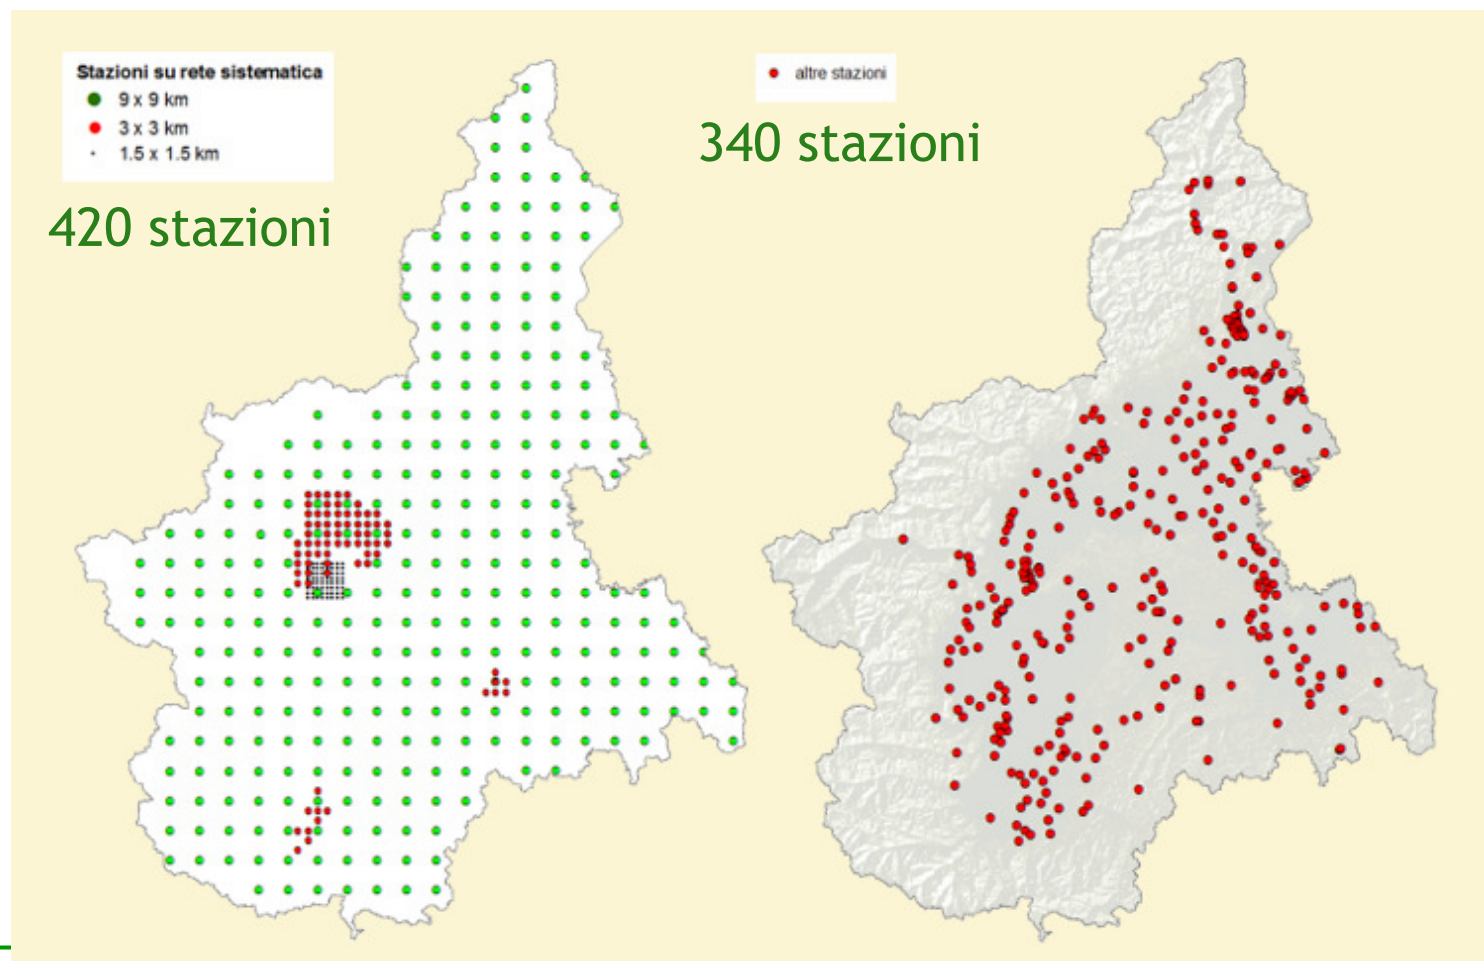 Stazioni su rete sistematica
9 x 9 km
3 x 3 km
1.5 x 1.5 km
420 stazioni
altre stazioni
340 stazioni